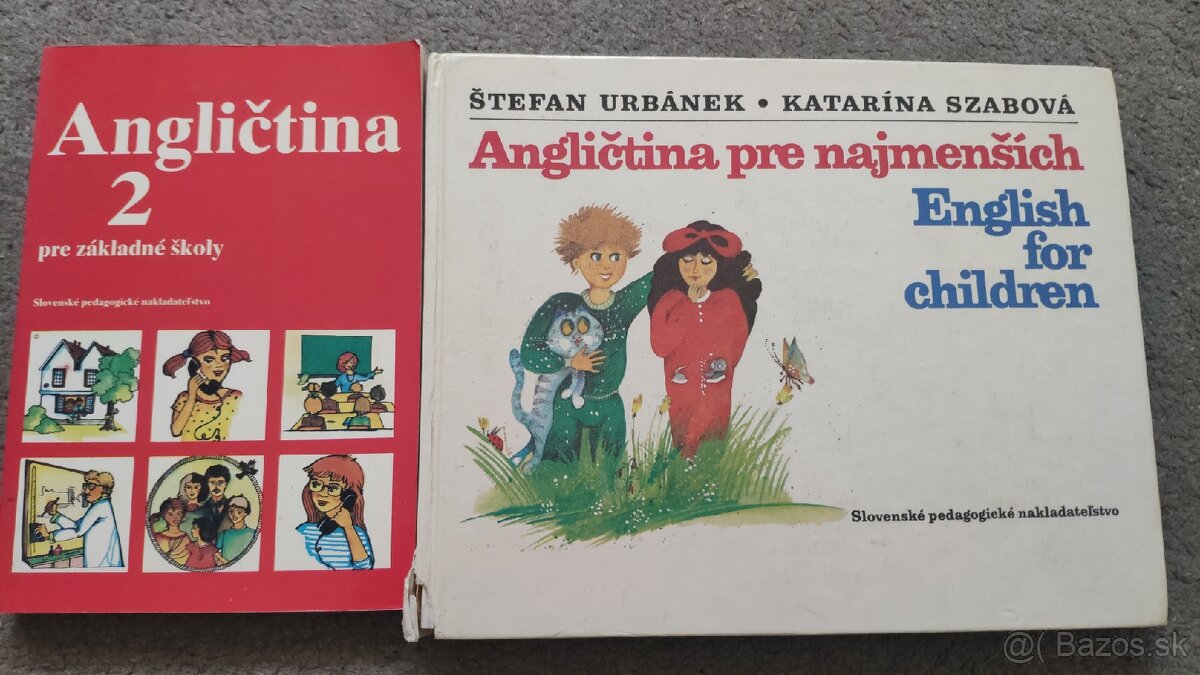 Angličtina
2
pre základné školy
Slovenské pedagogické nakladateľstvo
ŠTEFAN URBÁNEK • KATARÍNA SZABOVÁ
Angličtina pre najmenších
English
for
children
Slovenské pedagogické nakladateľstvo
@( Bazos.sk